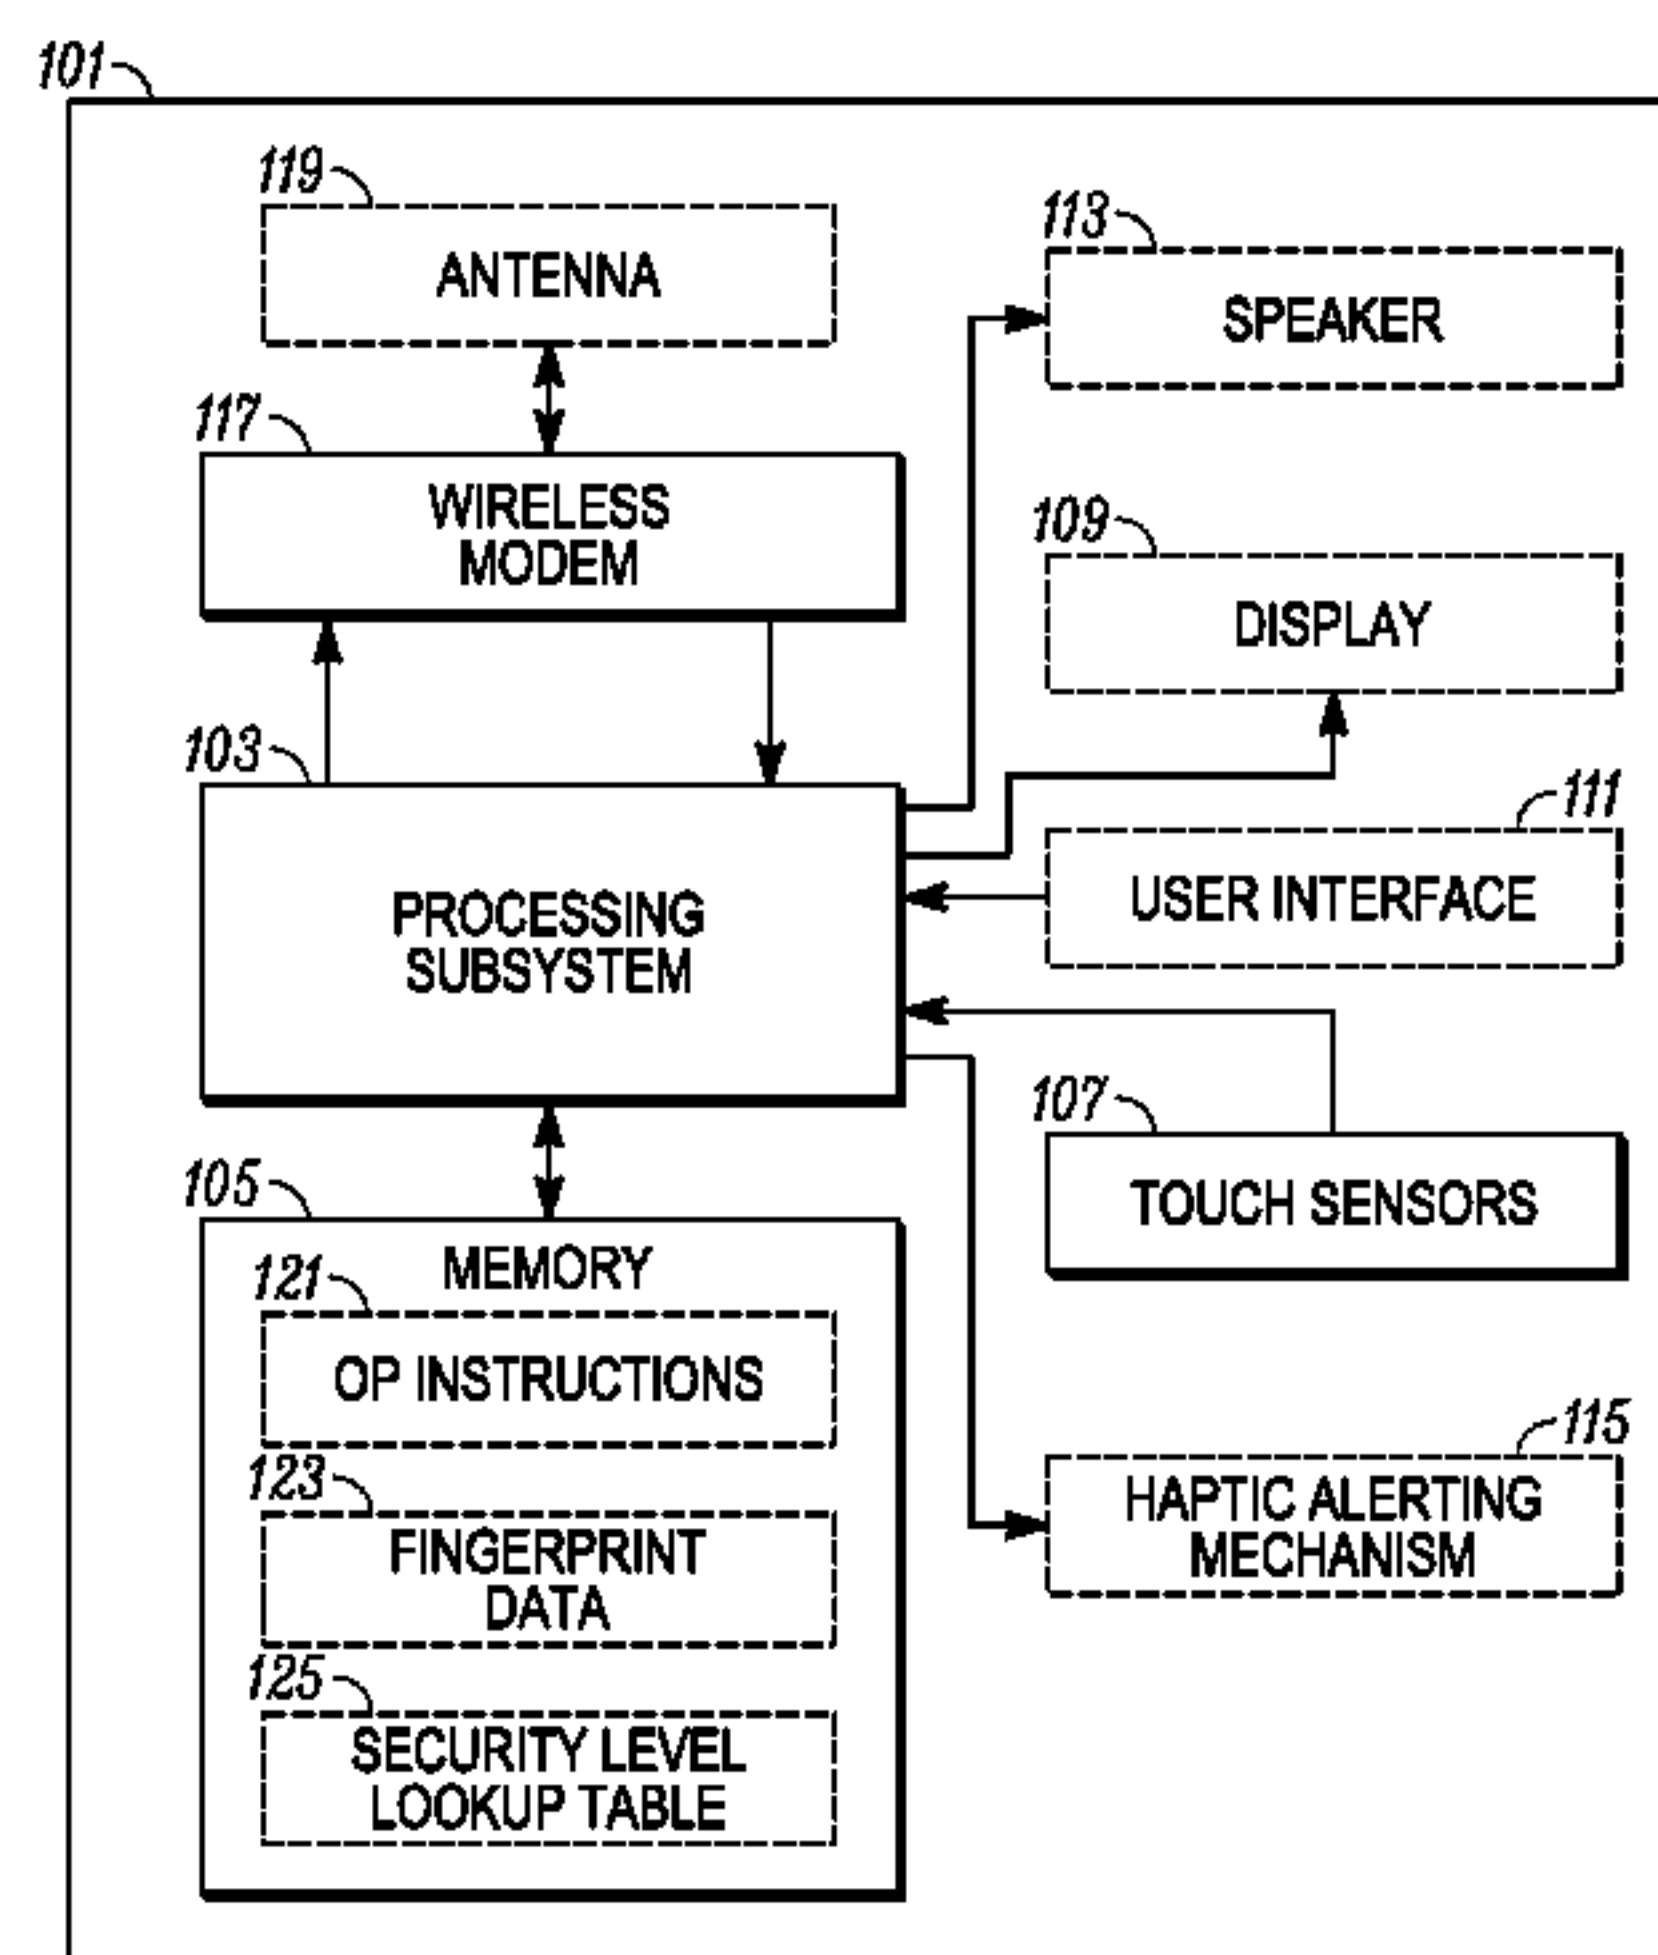 101
119
ANTENNA
117
WIRELESS
MODEM
103
PROCESSING
SUBSYSTEM
105
MEMORY
121
OP INSTRUCTIONS
123
FINGERPRINT
DATA
125
SECURITY LEVEL
LOOKUP TABLE
113
SPEAKER
109
DISPLAY
111
USER INTERFACE
107
TOUCH SENSORS
115
HAPTIC ALERTING
MECHANISM